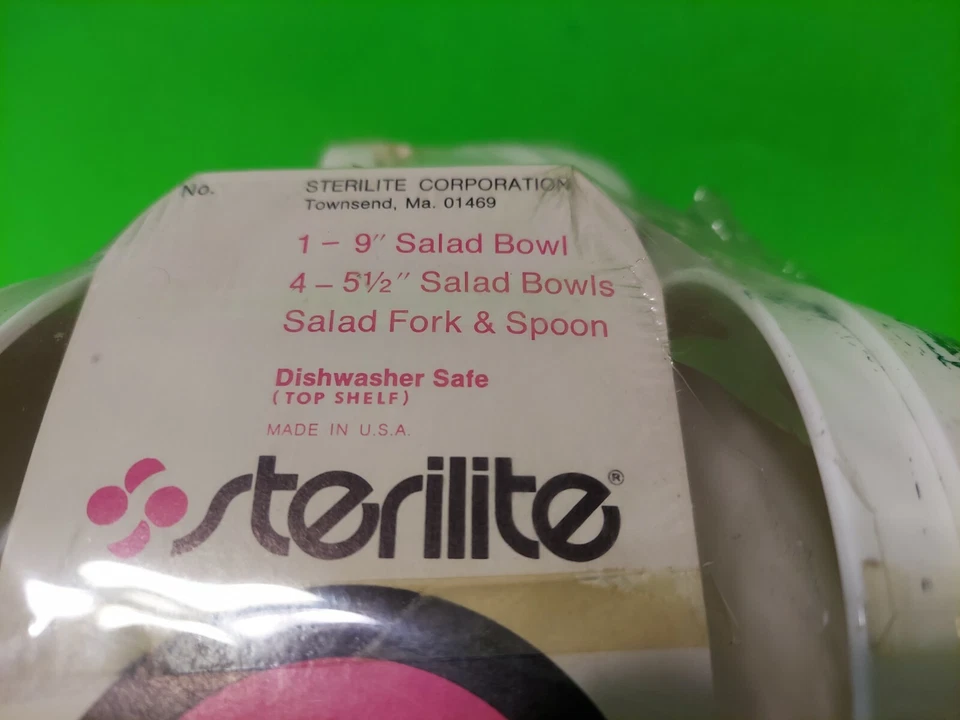 No.
STERILITE CORPORATION
Townsend, Ma. 01469
1 – 9″ Salad Bowl
4 – 5½″ Salad Bowls
Salad Fork & Spoon
Dishwasher Safe
(TOP SHELF)
MADE IN U.S.A.
sterilite®